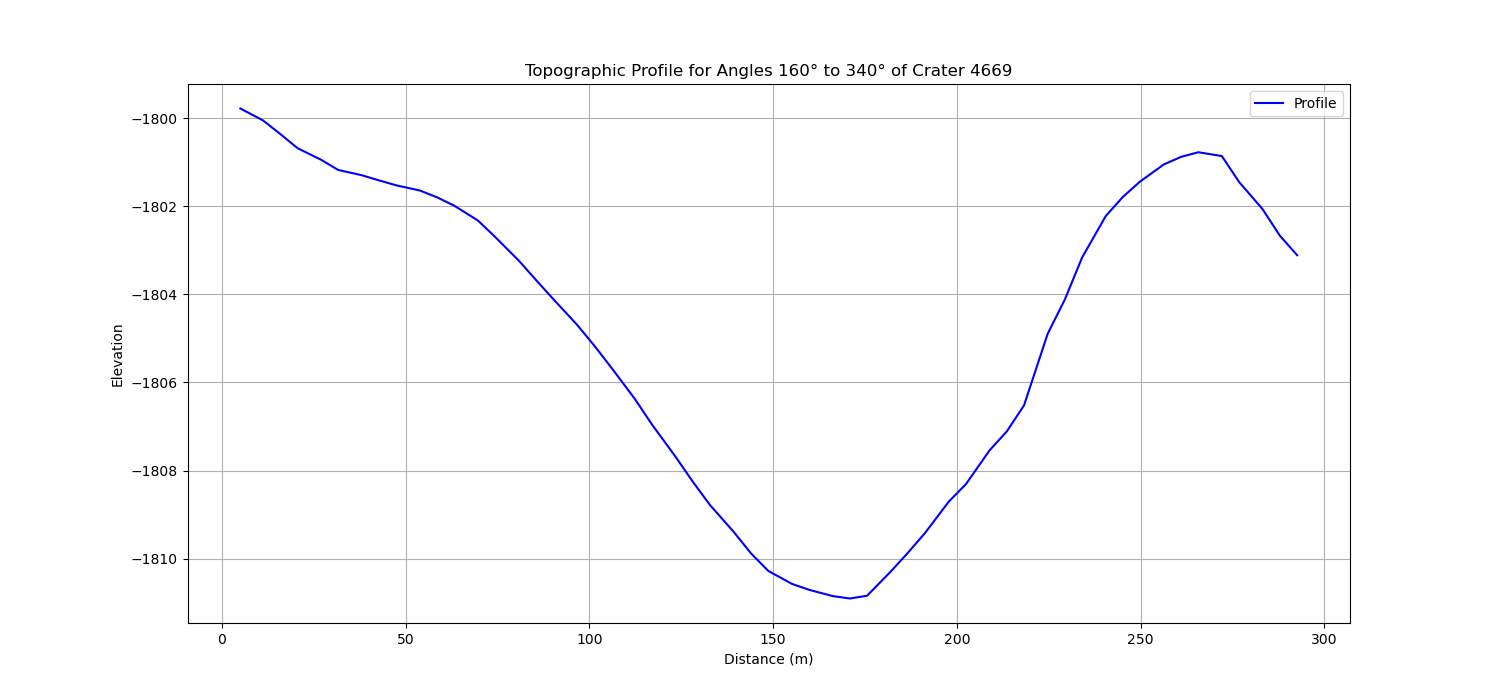 Topographic Profile for Angles 160° to 340° of Crater 4669
Profile
−1800
−1802
−1804
−1806
−1808
−1810
Elevation
0 50 100 150 200 250 300
Distance (m)